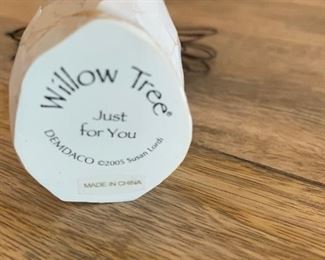 Willow Tree®
Just
for You
DEMDACO ©2005 Susan Lordi
MADE IN CHINA